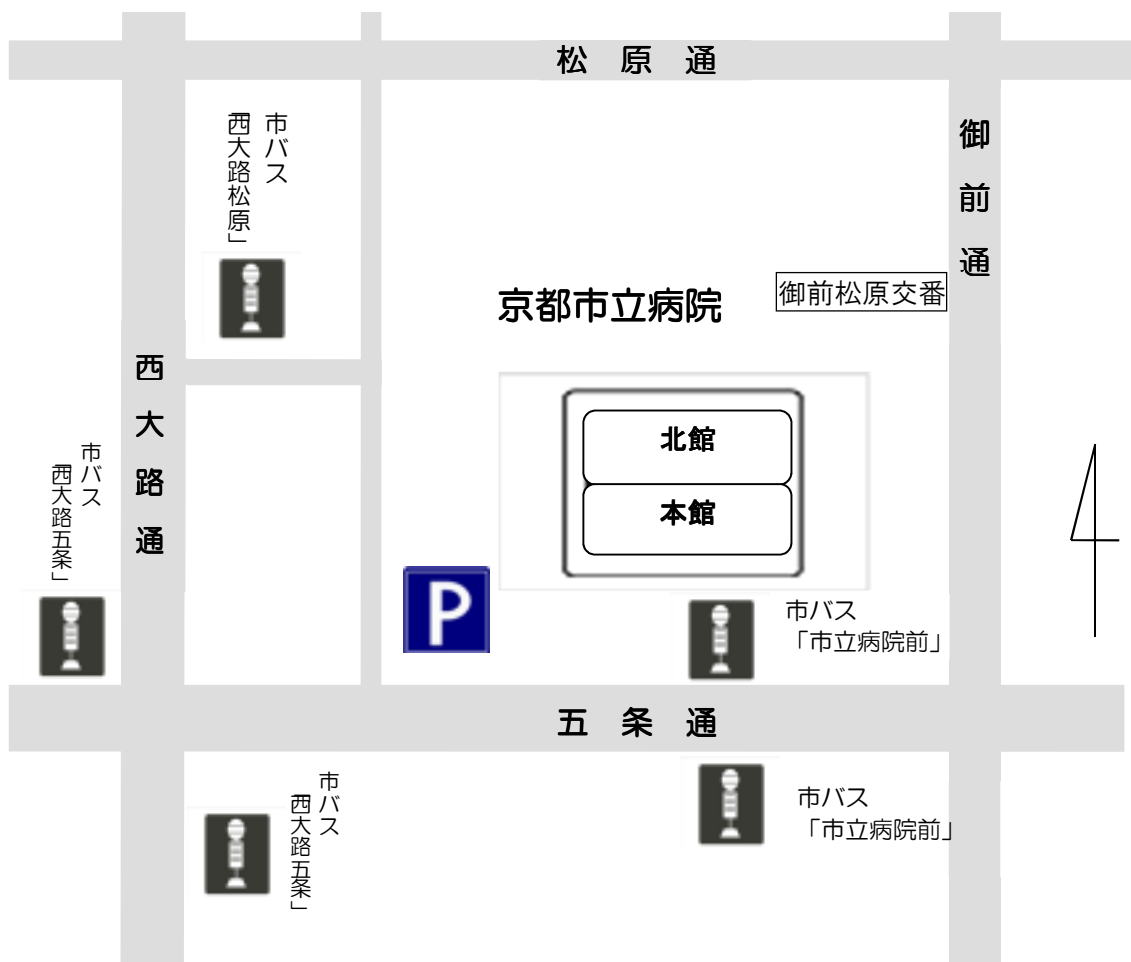 松原通
御前通
市バス
「西大路松原」
京都市立病院
御前松原交番
西大路通
北館
本館
市バス
「西大路五条」
P
市バス
「市立病院前」
五条通
市バス
「西大路五条」
市バス
「市立病院前」